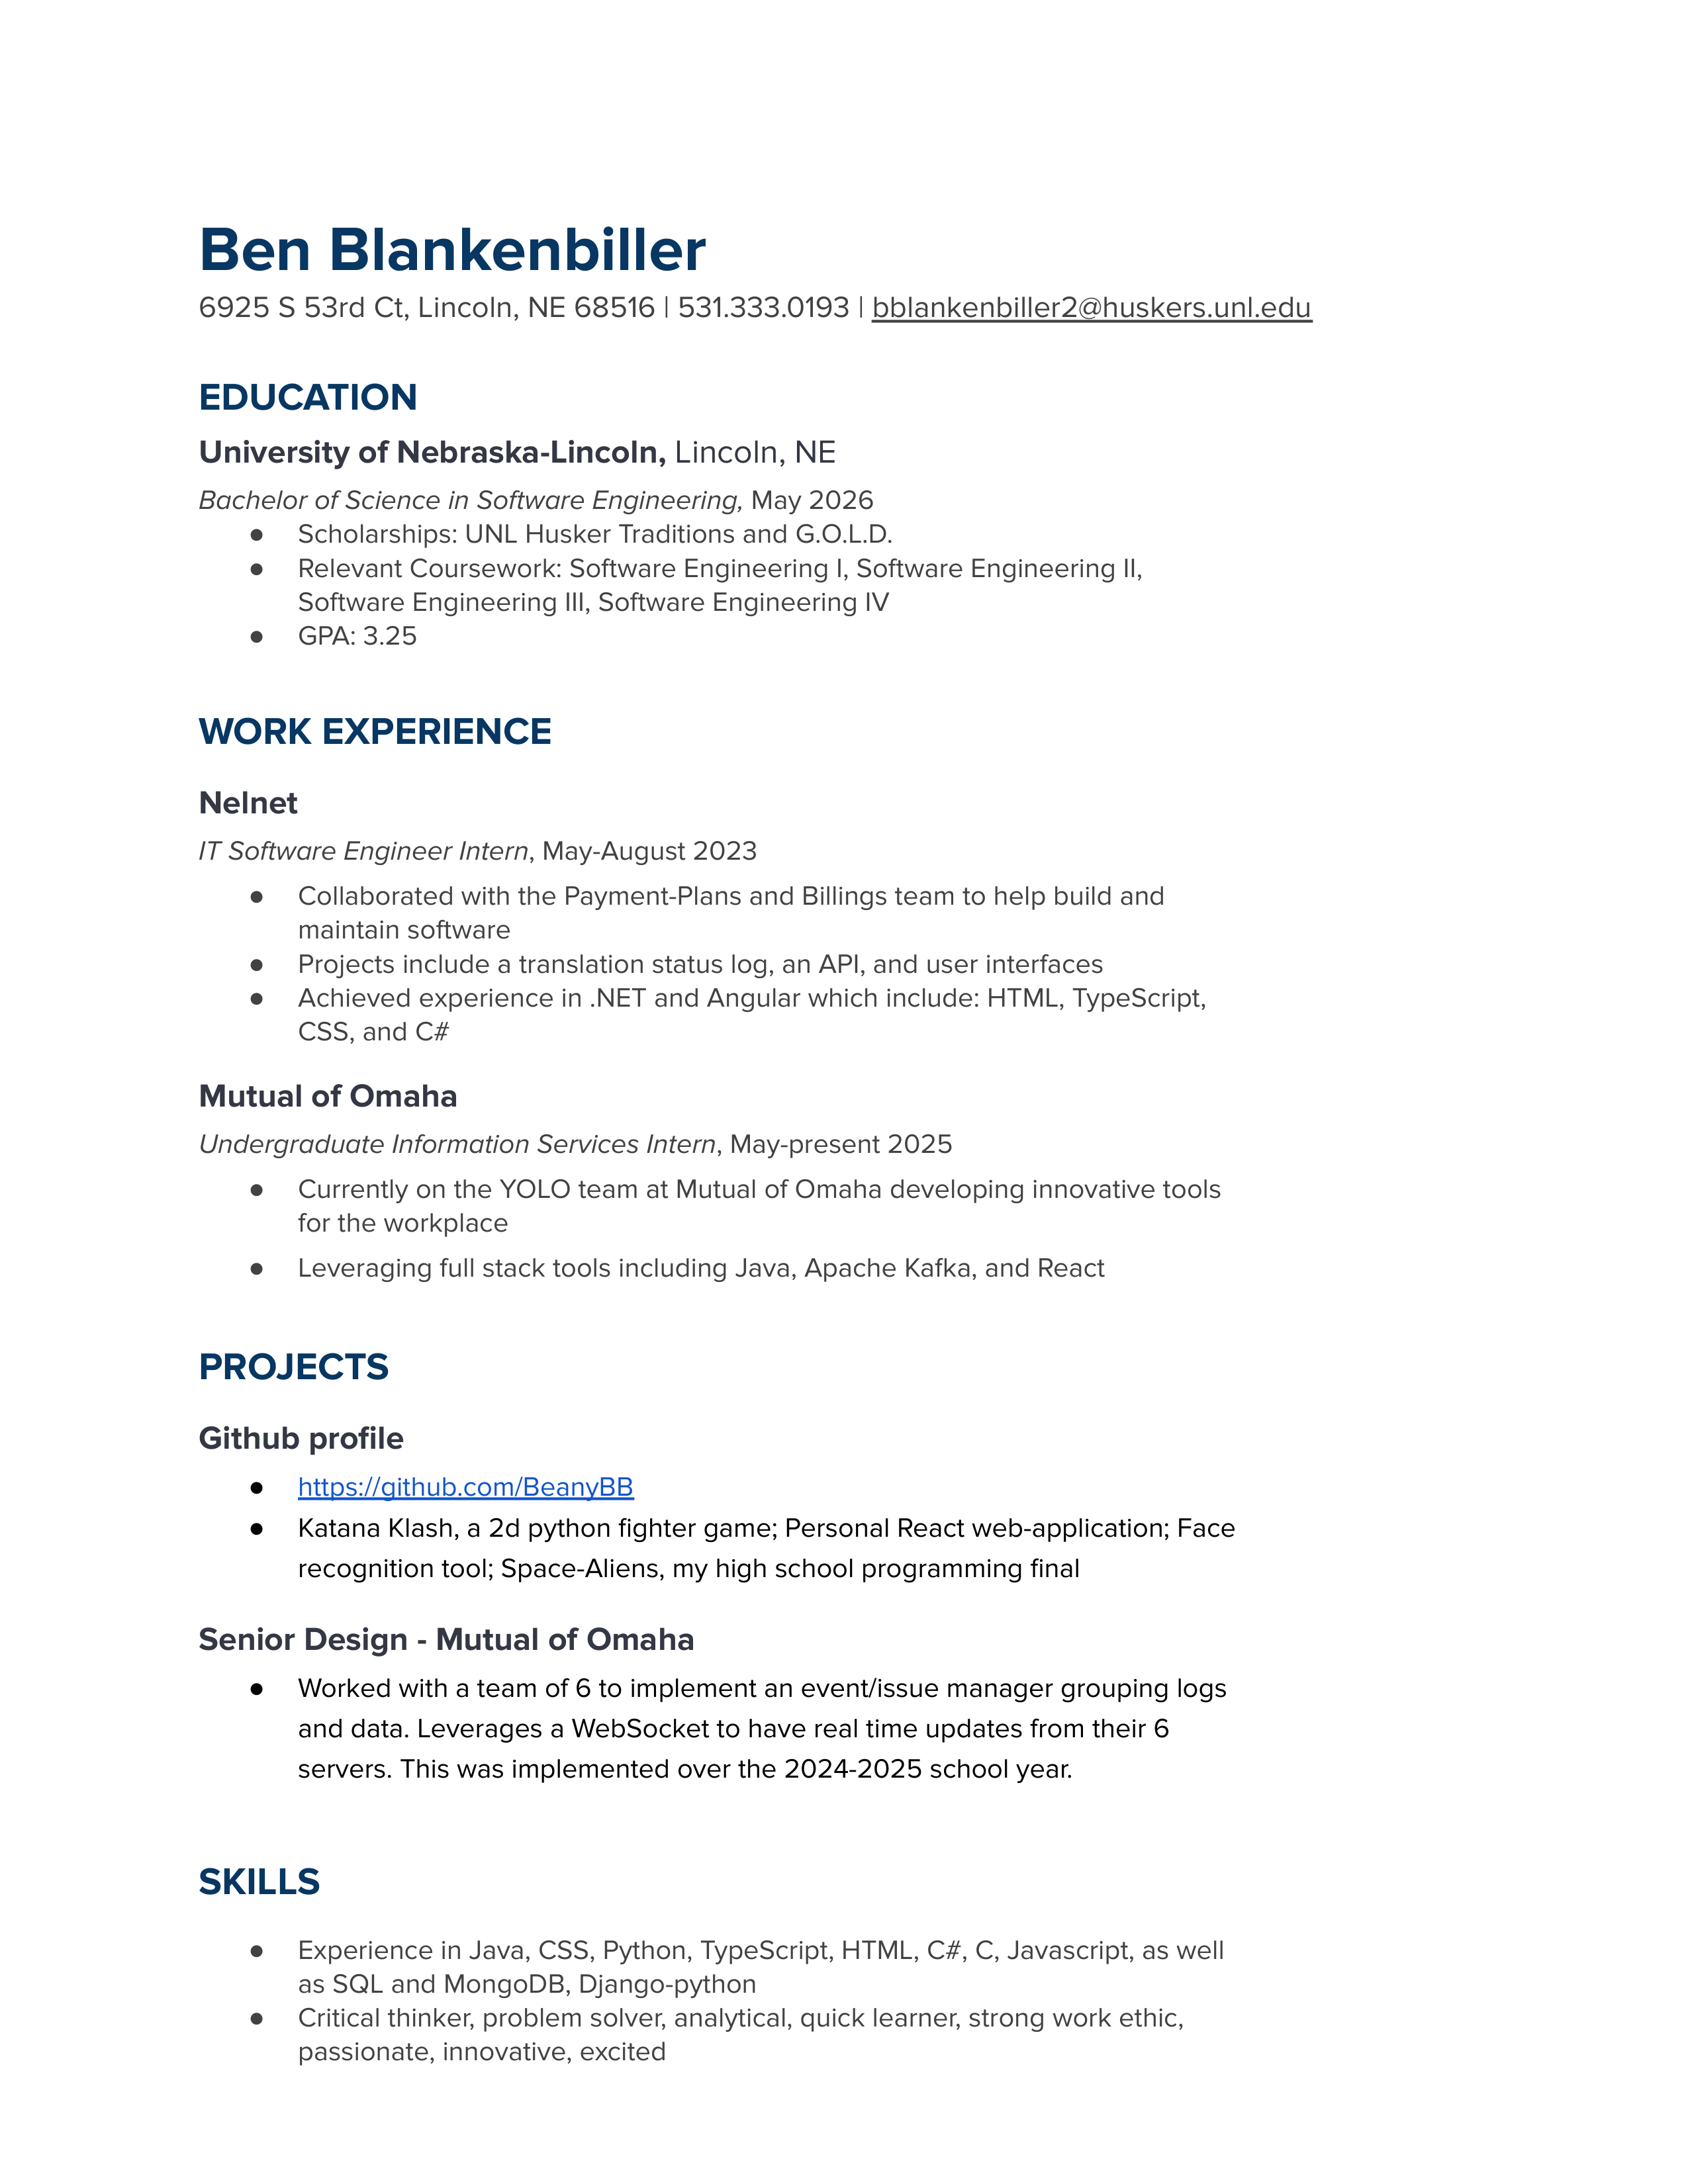 Ben Blankenbiller
6925 S 53rd Ct, Lincoln, NE 68516 | 531.333.0193 | bblankenbiller2@huskers.unl.edu
EDUCATION
University of Nebraska-Lincoln, Lincoln, NE
Bachelor of Science in Software Engineering, May 2026
● Scholarships: UNL Husker Traditions and G.O.L.D.
● Relevant Coursework: Software Engineering I, Software Engineering II,
Software Engineering III, Software Engineering IV
● GPA: 3.25
WORK EXPERIENCE
Nelnet
IT Software Engineer Intern, May-August 2023
● Collaborated with the Payment-Plans and Billings team to help build and
maintain software
● Projects include a translation status log, an API, and user interfaces
● Achieved experience in .NET and Angular which include: HTML, TypeScript,
CSS, and C#
Mutual of Omaha
Undergraduate Information Services Intern, May-present 2025
● Currently on the YOLO team at Mutual of Omaha developing innovative tools
for the workplace
● Leveraging full stack tools including Java, Apache Kafka, and React
PROJECTS
Github profile
● https://github.com/BeanyBB
● Katana Klash, a 2d python fighter game; Personal React web-application; Face
recognition tool; Space-Aliens, my high school programming final
Senior Design - Mutual of Omaha
● Worked with a team of 6 to implement an event/issue manager grouping logs
and data. Leverages a WebSocket to have real time updates from their 6
servers. This was implemented over the 2024-2025 school year.
SKILLS
● Experience in Java, CSS, Python, TypeScript, HTML, C#, C, Javascript, as well
as SQL and MongoDB, Django-python
● Critical thinker, problem solver, analytical, quick learner, strong work ethic,
passionate, innovative, excited